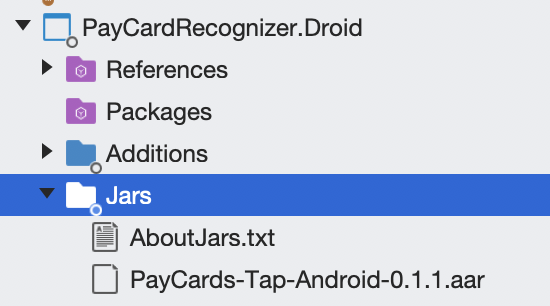 PayCardRecognizer.Droid
References
Packages
Additions
Jars
AboutJars.txt
PayCards-Tap-Android-0.1.1.aar